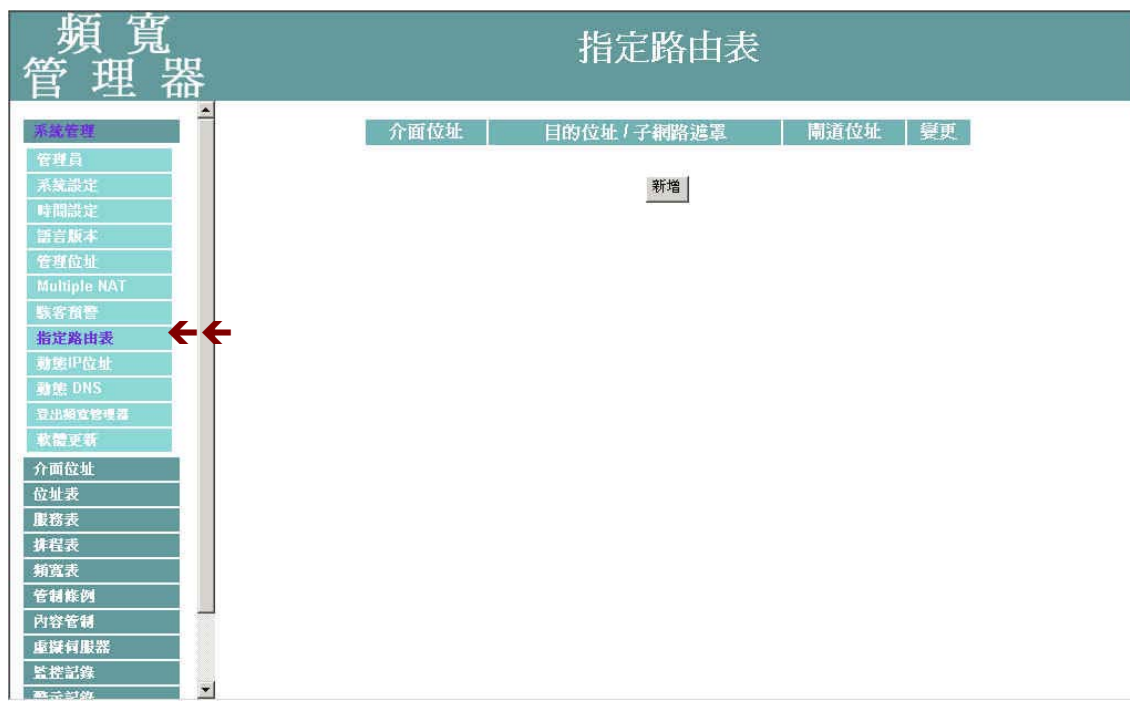 頻 寬
管 理 器
指定路由表
系統管理
管理員
系統設定
時間設定
語言版本
管理位址
Multiple NAT
駭客預警
指定路由表
動態IP位址
動態 DNS
登出頻寬管理器
軟體更新
介面位址
位址表
服務表
排程表
頻寬表
管制條例
內容管制
虛擬伺服器
監控記錄
警示記錄
介面位址 目的位址 / 子網路遮罩 閘道位址 變更
新增